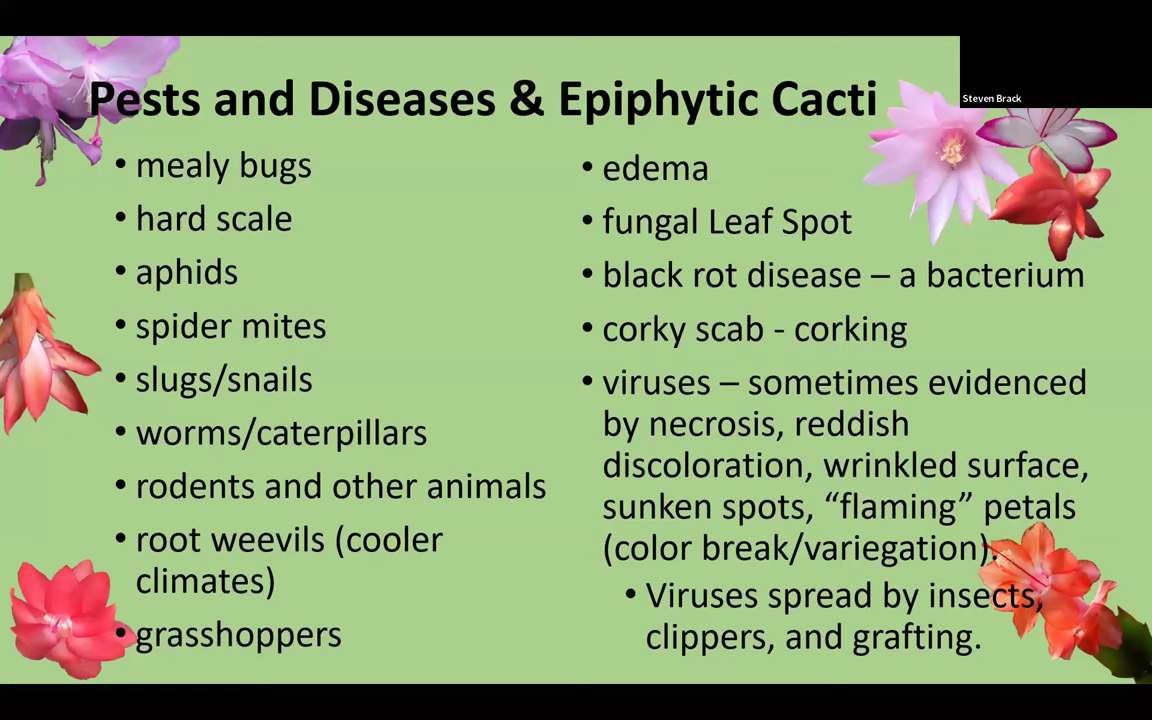 Steven Brack
Pests and Diseases & Epiphytic Cacti
• mealy bugs
• hard scale
• aphids
• spider mites
• slugs/snails
• worms/caterpillars
• rodents and other animals
• root weevils (cooler
climates)
• grasshoppers
• edema
• fungal Leaf Spot
• black rot disease – a bacterium
• corky scab - corking
• viruses – sometimes evidenced
by necrosis, reddish
discoloration, wrinkled surface,
sunken spots, “flaming” petals
(color break/variegation).
• Viruses spread by insects,
clippers, and grafting.